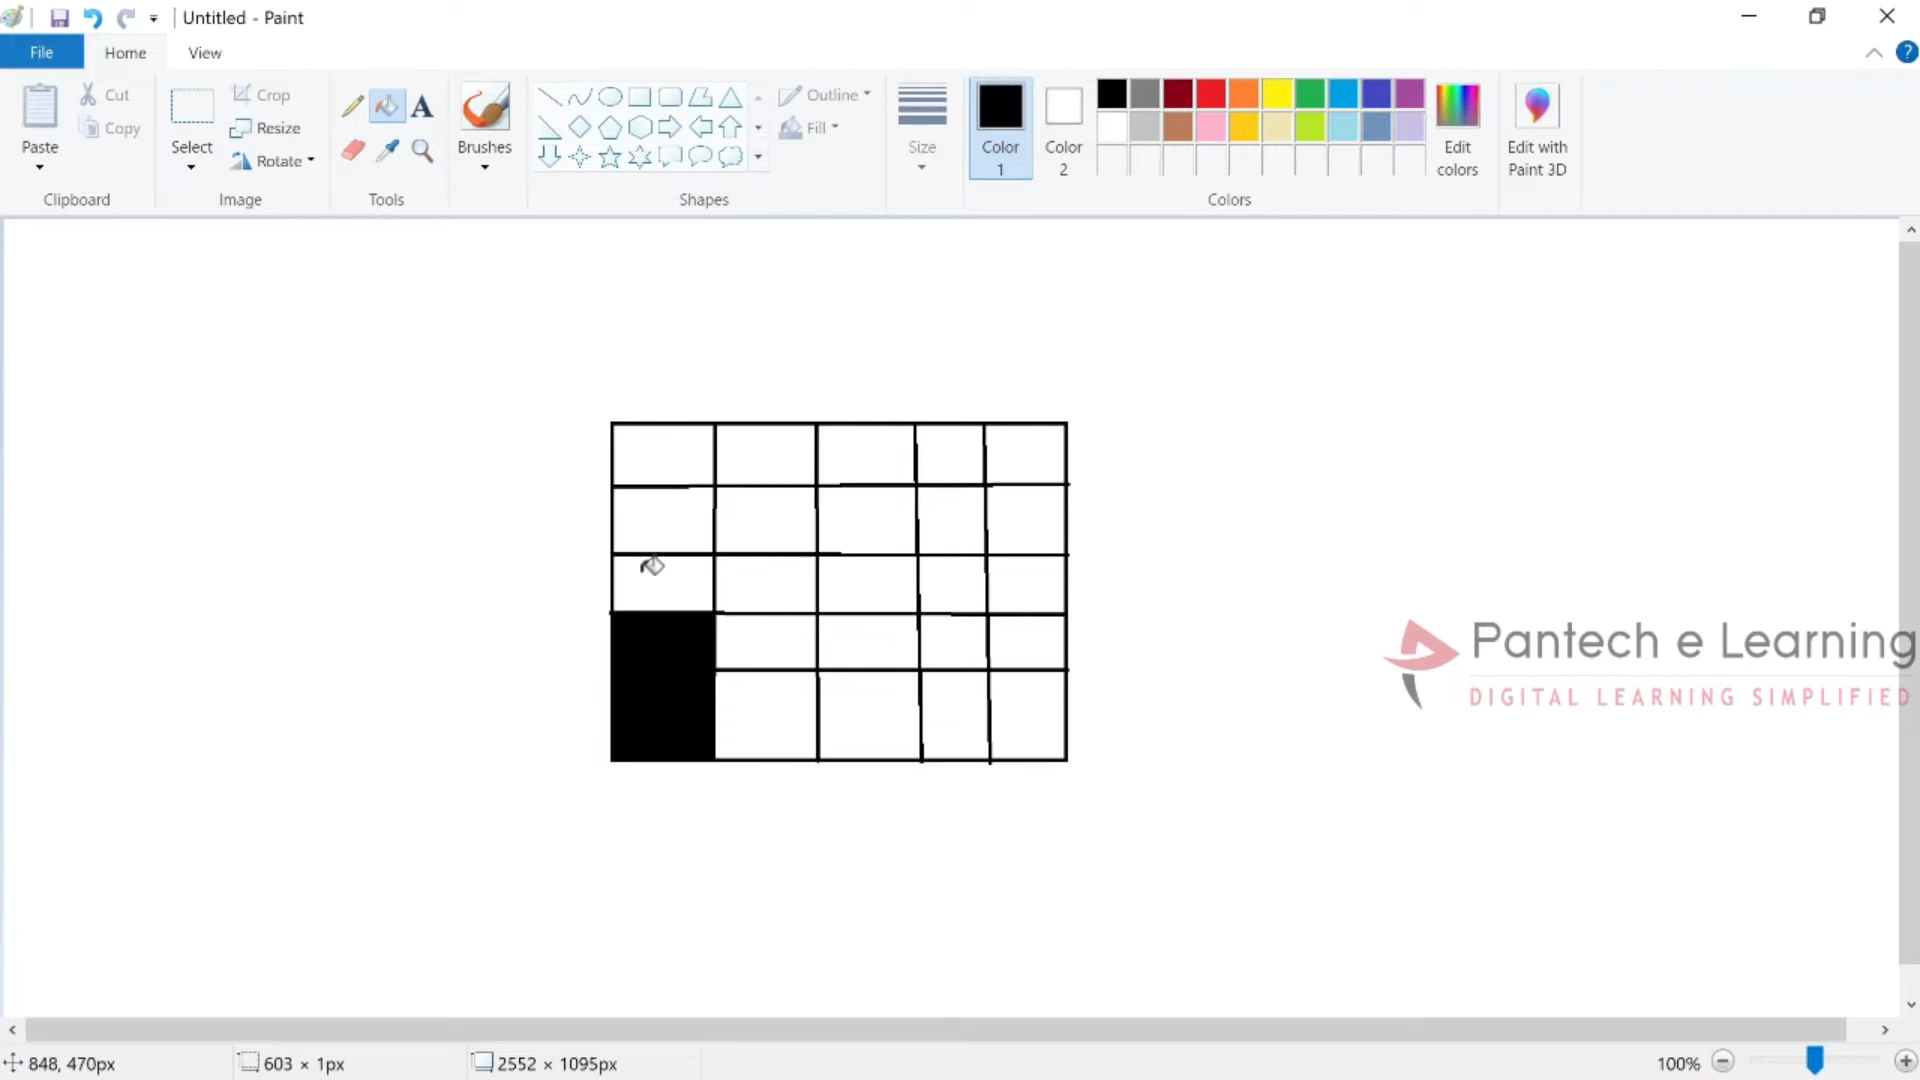 Untitled - Paint
File
Home
View
Paste
Cut
Copy
Clipboard
Select
Crop
Resize
Rotate
Image
A
Tools
Brushes
Shapes
Outline
Fill
Size
Color
1
Color
2
Edit
colors
Colors
Edit with
Paint 3D
?
Pantech e Learning
DIGITAL LEARNING SIMPLIFIED
848, 470px
603 × 1px
2552 × 1095px
100%